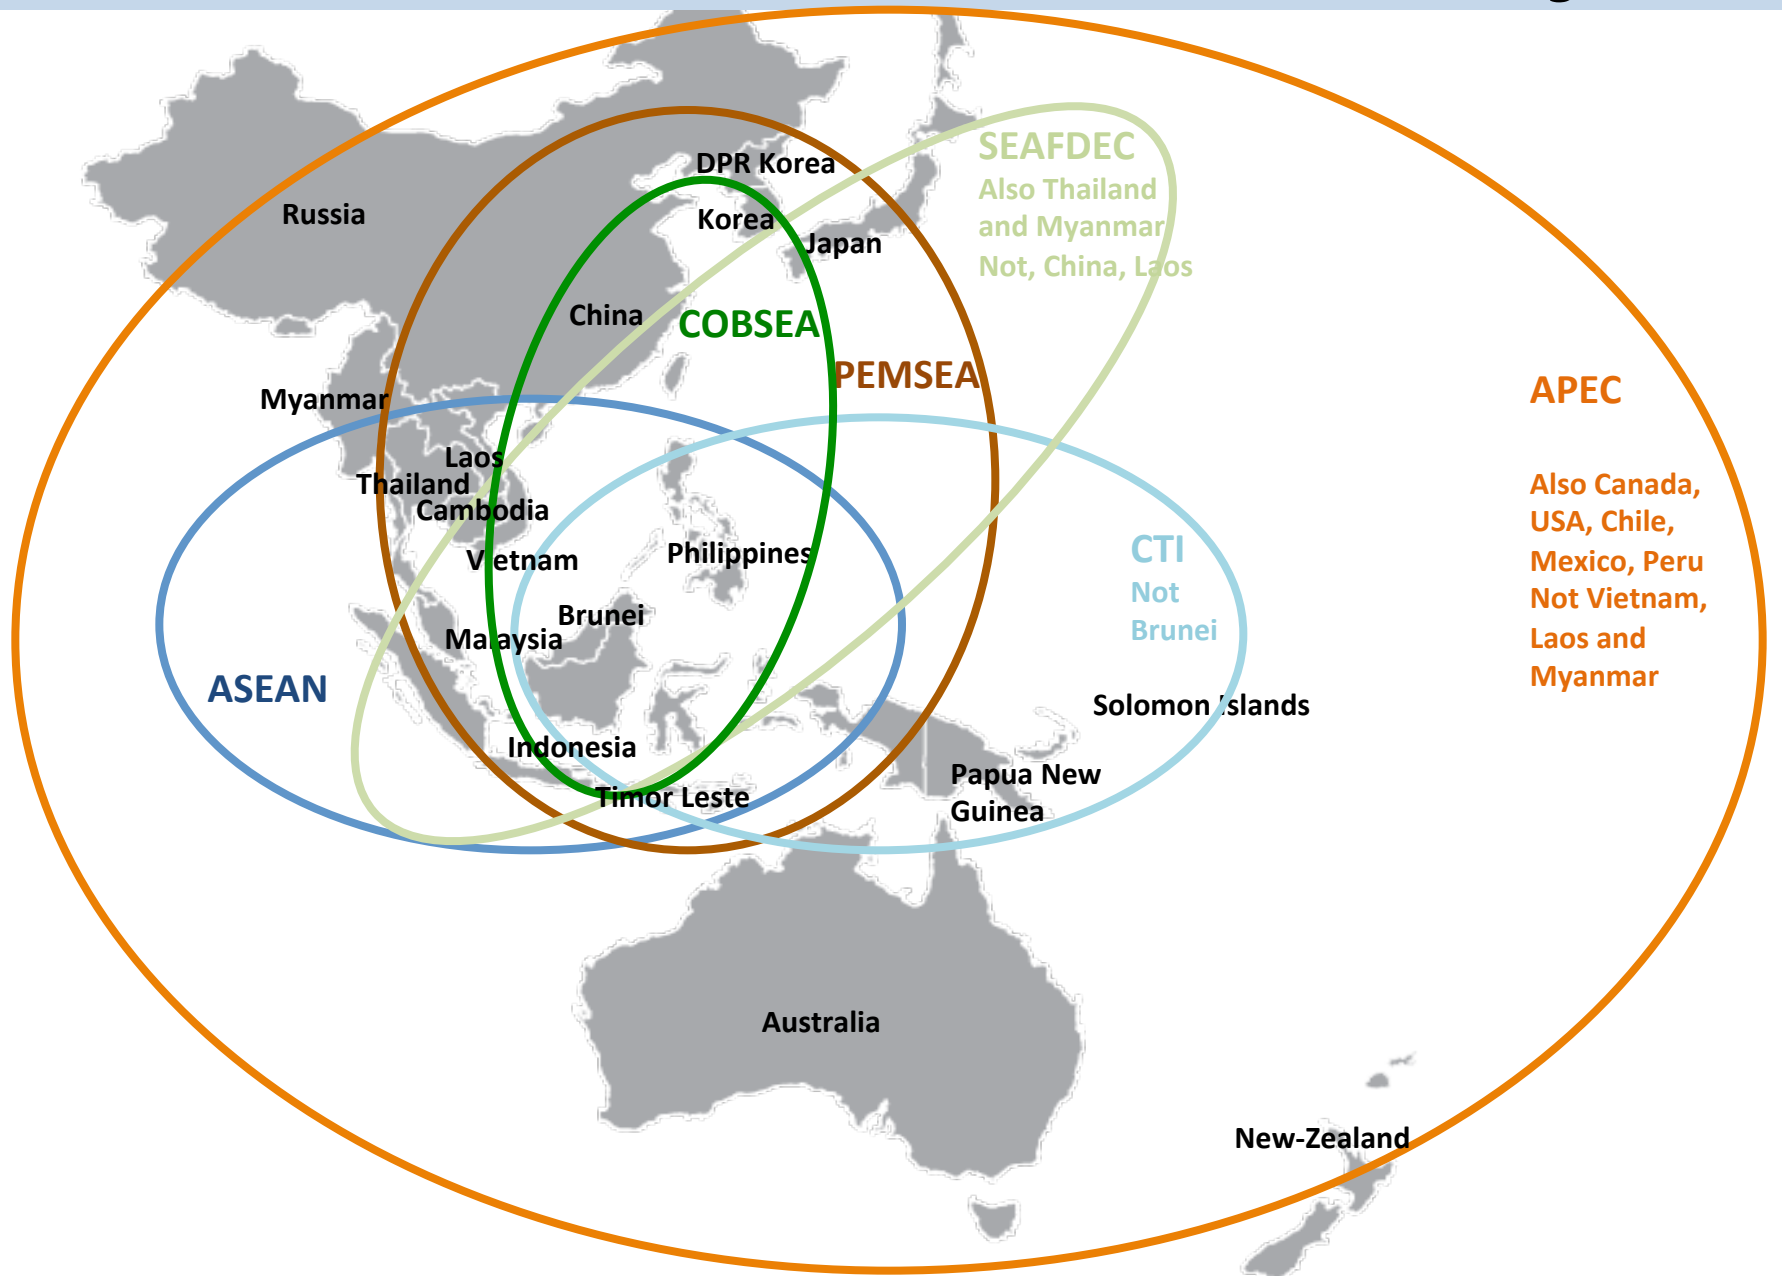 g
DPR Korea
SEAFDEC
Also Thailand
and Myanmar
Not, China, Laos
Russia
Korea
Japan
China
COBSEA
PEMSEA
APEC
Also Canada,
USA, Chile,
Mexico, Peru
Not Vietnam,
Laos and
Myanmar
Myanmar
Laos
Thailand
Cambodia
Vietnam
Philippines
CTI
Not
Brunei
Brunei
Malaysia
ASEAN
Solomon Islands
Indonesia
Papua New
Guinea
Timor Leste
Australia
New-Zealand